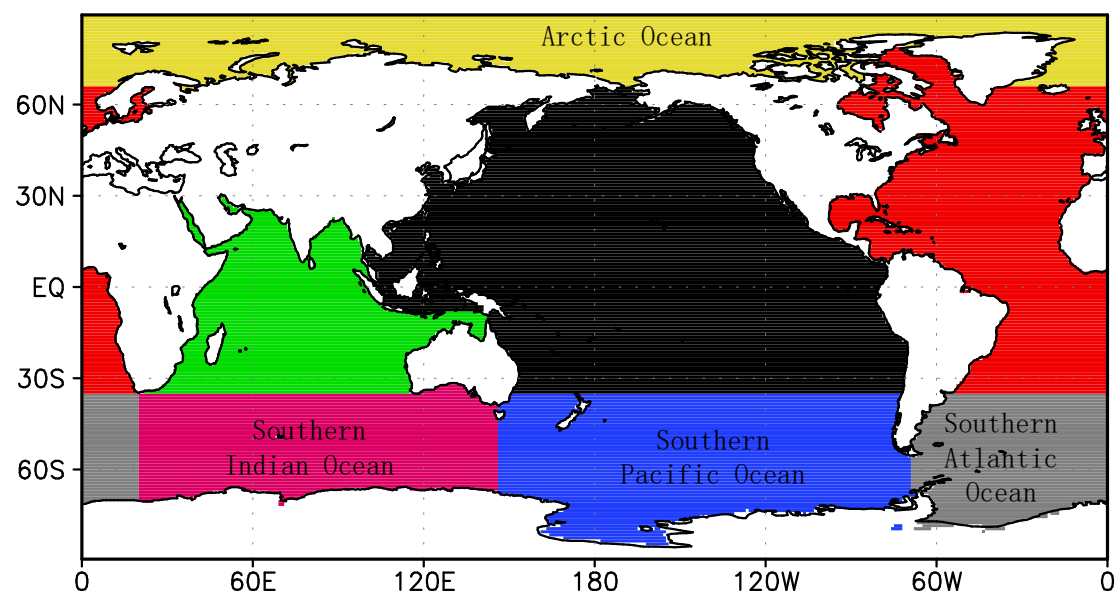 Arctic Ocean
60N
30N
EQ
30S
60S
Southern
Indian Ocean
Southern
Pacific Ocean
Southern
Atlantic
Ocean
0
60E
120E
180
120W
60W
0